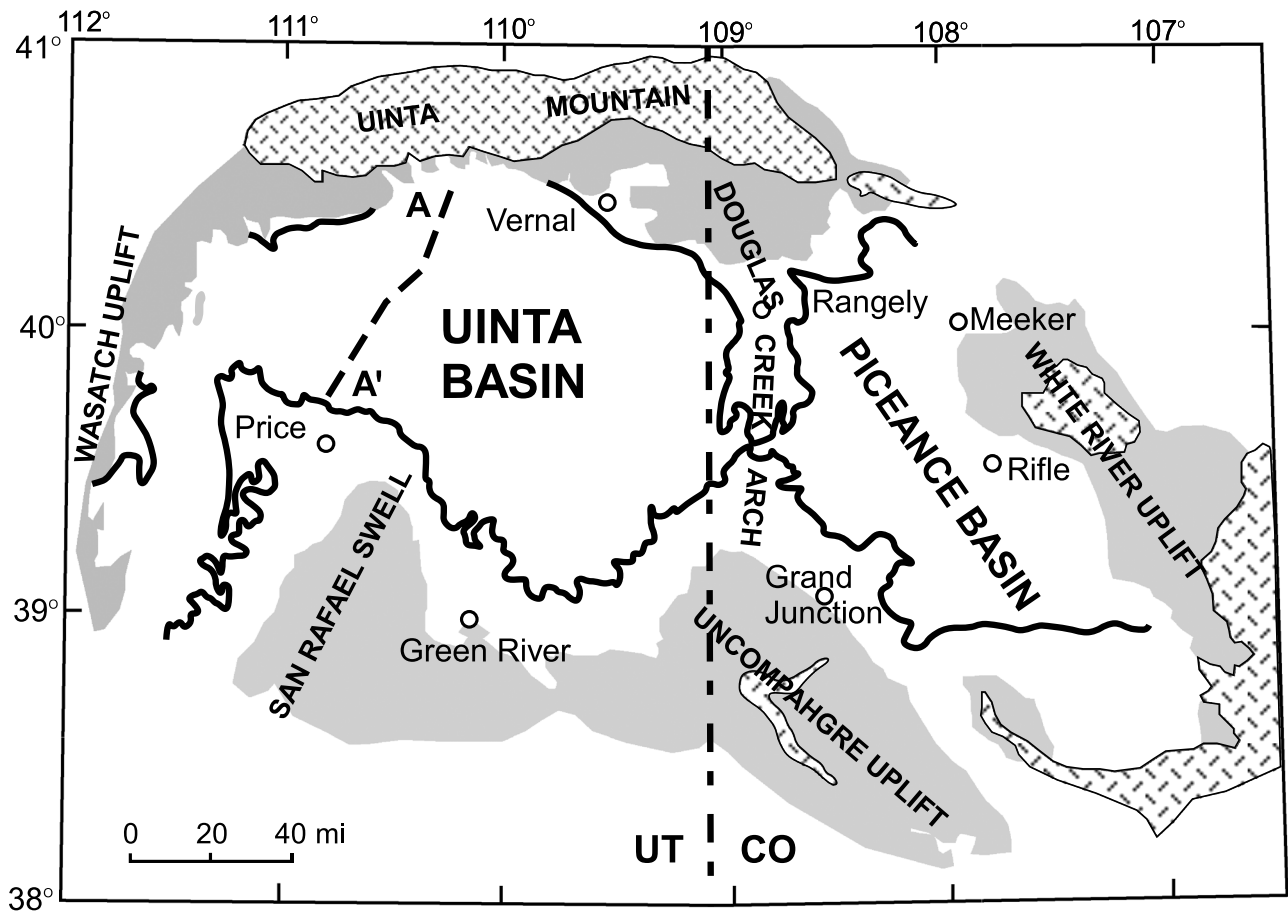 112°
111°
110°
109°
108°
107°
41°
UINTA
MOUNTAIN
A
Vernal
DOUGLAS
CREEK
ARCH
WASATCH UPLIFT
Rangely
Meeker
40°
UINTA
BASIN
A'
PICEANCE BASIN
WIHTE RIVER UPLIFT
Price
Rifle
SAN RAFAEL SWELL
Grand
Junction
39°
Green River
UNCOMPAHGRE UPLIFT
0 20 40 mi
UT
CO
38°